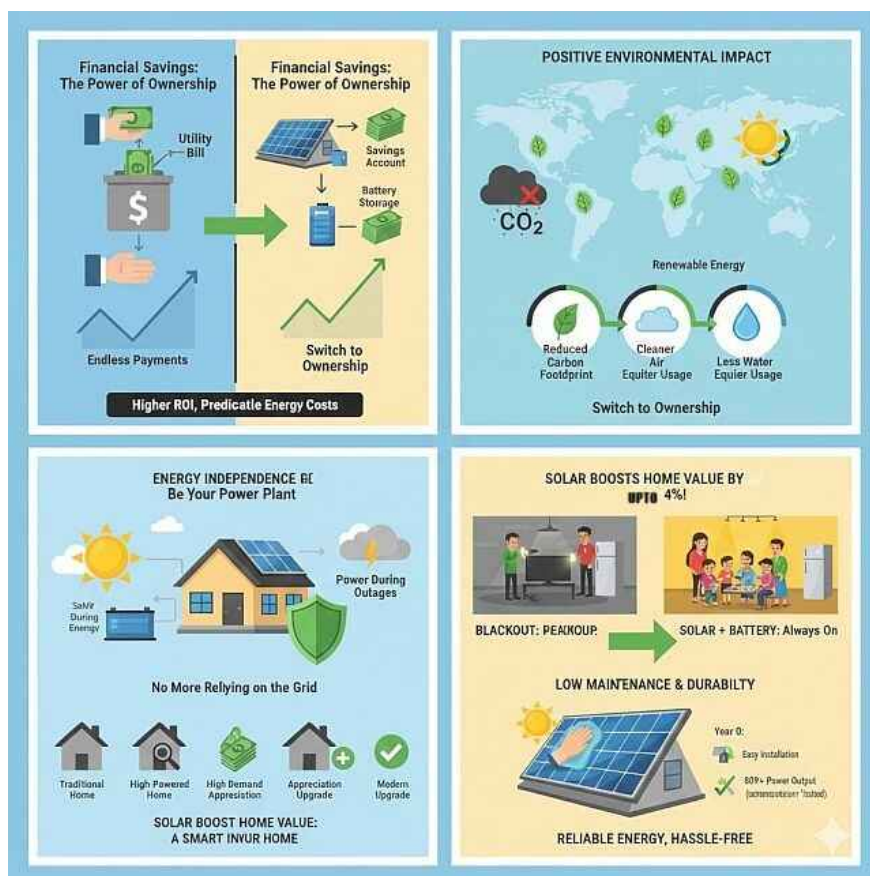 Financial Savings:
The Power of Ownership
Utility
Bill
$
Endless Payments
Financial Savings:
The Power of Ownership
Savings
Account
Battery
Storrage
Switch to
Ownership
Higher ROI, Predicatle Energy Costs
POSITIVE ENVIRONMENTAL IMPACT
CO₂
Renewable Energy
Reduced
Carbon
Footdprint
Cleaner
Air
Equiter Usage
Less Water
Equier Usage
Switch to Ownership
ENERGY INDEPENDENCE
Be Your Power Plant
During
Energy
Power During
Outages
No More Relying on the Grid
Traditional
Home
High Powered
Home
High Demand
Appresiation
Appreciation
Upgrade
Modern
Upgrade
SOLAR BOOST HOME VALUE:
A SMART INVUR HOME
SOLAR BOOSTS HOME VALUE BY
UPTO 4%!
BLACKOUT:
SOLAR + BATTERY: Always On
LOW MAINTENANCE & DURABILTY
Year 0:
Easy Installation
Power Output
RELIABLE ENERGY, HASSLE-FREE